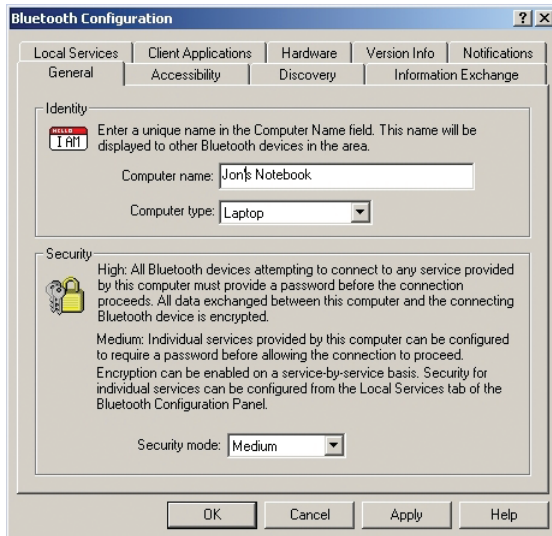 Bluetooth Configuration
Local Services Client Applications Hardware Version Info Notifications
General Accessibility Discovery Information Exchange
Identity
HELLO
I AM
Enter a unique name in the Computer Name field. This name will be
displayed to other Bluetooth devices in the area.
Computer name: Jon's Notebook
Computer type: Laptop
Security
High: All Bluetooth devices attempting to connect to any service provided
by this computer must provide a password before the connection
proceeds. All data exchanged between this computer and the connecting
Bluetooth device is encrypted.
Medium: Individual services provided by this computer can be configured
to require a password before allowing the connection to proceed.
Encryption can be enabled on a service-by-service basis. Security for
individual services can be configured from the Local Services tab of the
Bluetooth Configuration Panel.
Security mode: Medium
OK Cancel Apply Help